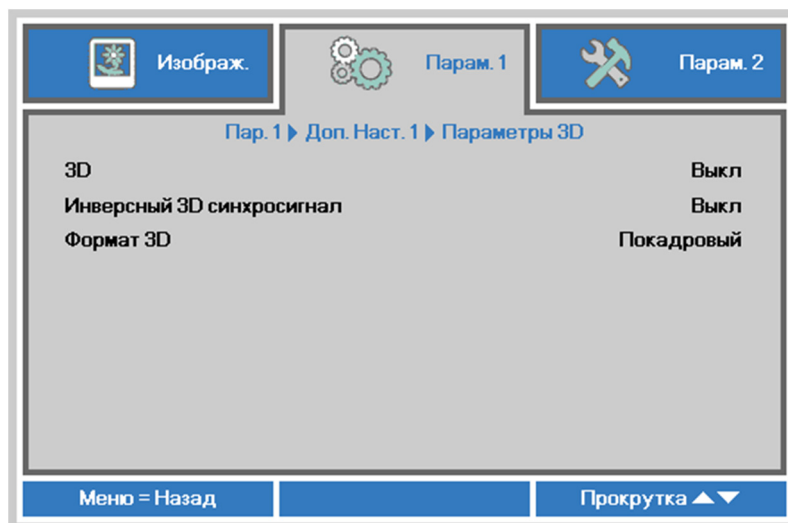 Изображ. Парам. 1 Парам. 2
Пар. 1 ▶ Доп. Наст. 1 ▶ Параметры 3D
3D Выкл
Инверсный 3D синхросигнал Выкл
Формат 3D Покадровый
Меню = Назад Прокрутка ▲▼